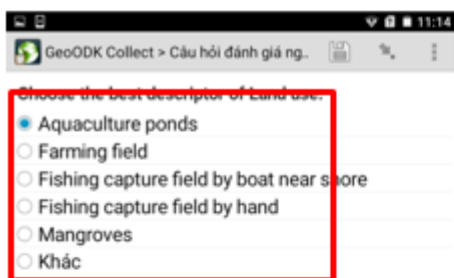 11:14
GeoODK Collect > Câu hỏi đánh giá ng..
Choose the best descriptor of Land use.
Aquaculture ponds
Farming field
Fishing capture field by boat near shore
Fishing capture field by hand
Mangroves
Khác